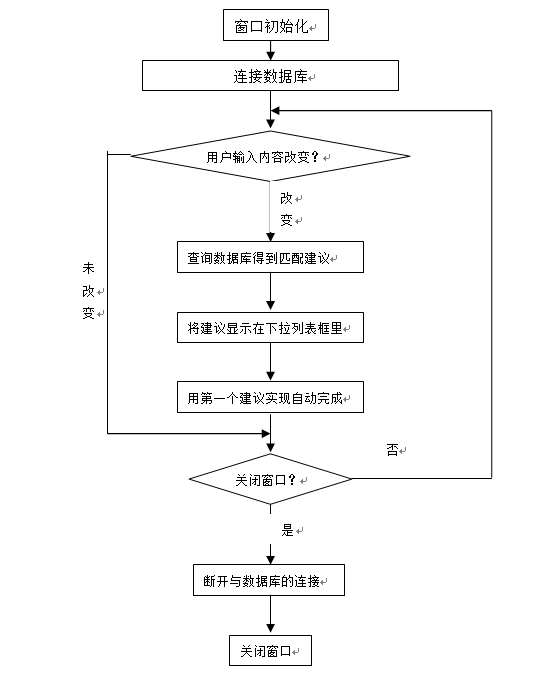 窗口初始化
连接数据库
用户输入内容改变？
改
变
未
改
变
查询数据库得到匹配建议
将建议显示在下拉列表框里
用第一个建议实现自动完成
否
关闭窗口？
是
断开与数据库的连接
关闭窗口